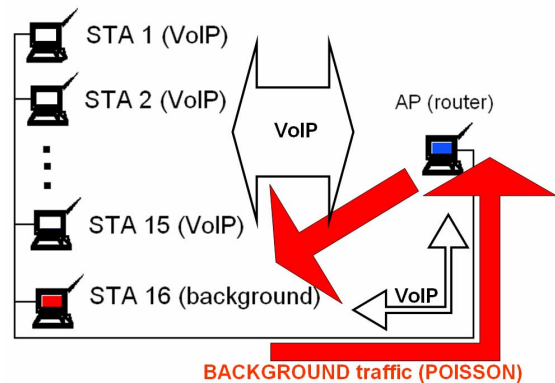 STA 1 (VoIP)
STA 2 (VoIP)
VoIP
AP (router)
STA 15 (VoIP)
STA 16 (background)
VoIP
BACKGROUND traffic (POISSON)